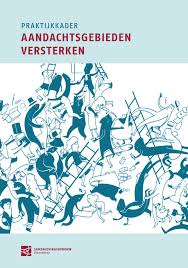 PRAKTIJKKADER
AANDACHTSGEBIEDEN
VERSTERKEN